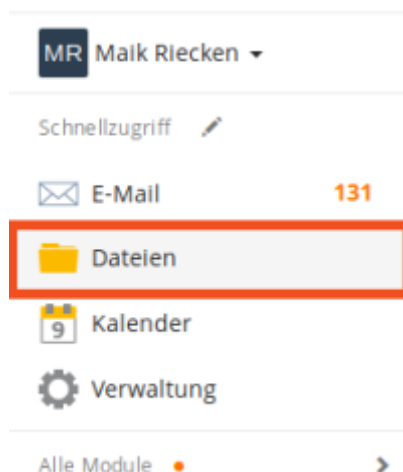 MR Maik Riecken
Schnellzugriff
E-Mail 131
Dateien
9 Kalender
Verwaltung
Alle Module